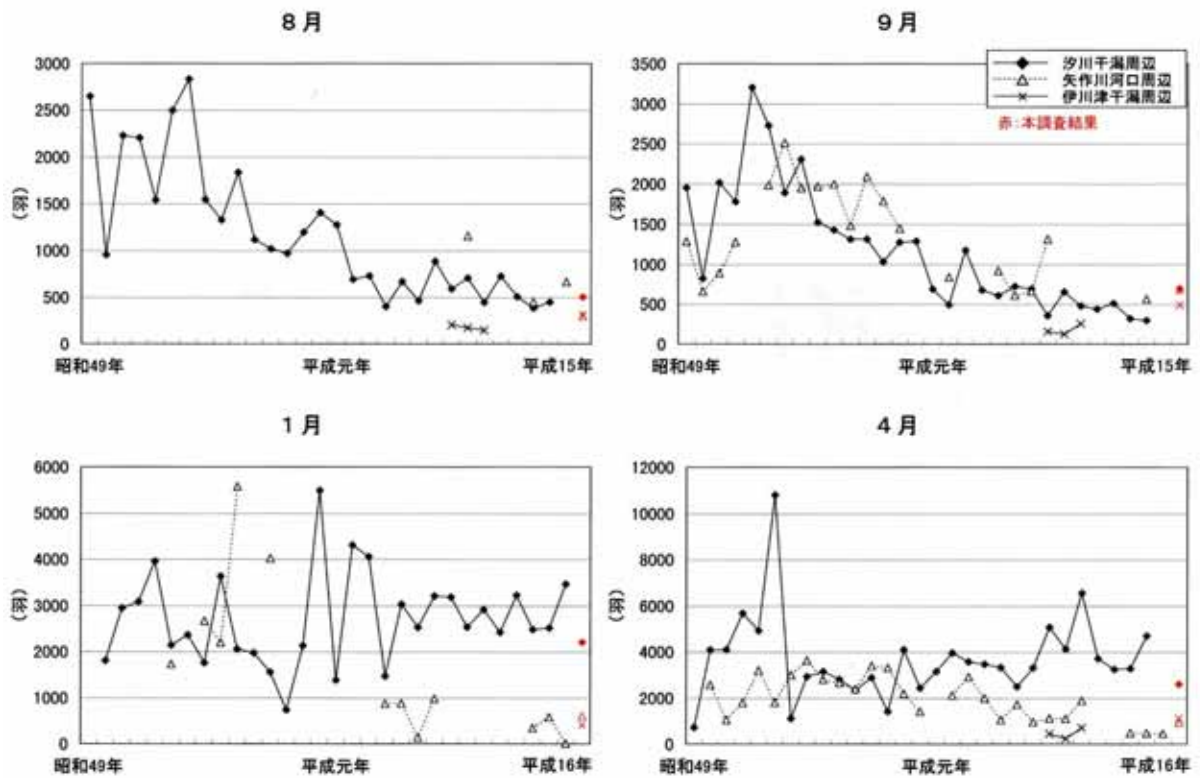 8月
3000
2500
2000
1500
1000
500
0
(羽)
昭和49年
平成元年
平成15年
9月
3500
3000
2500
2000
1500
1000
500
0
(羽)
汐川干潟周辺
矢作川河口周辺
伊川津干潟周辺
赤:本調査結果
昭和49年
平成元年
平成15年
1月
6000
5000
4000
3000
2000
1000
0
(羽)
昭和49年
平成元年
平成16年
4月
12000
10000
8000
6000
4000
2000
0
(羽)
昭和49年
平成元年
平成16年